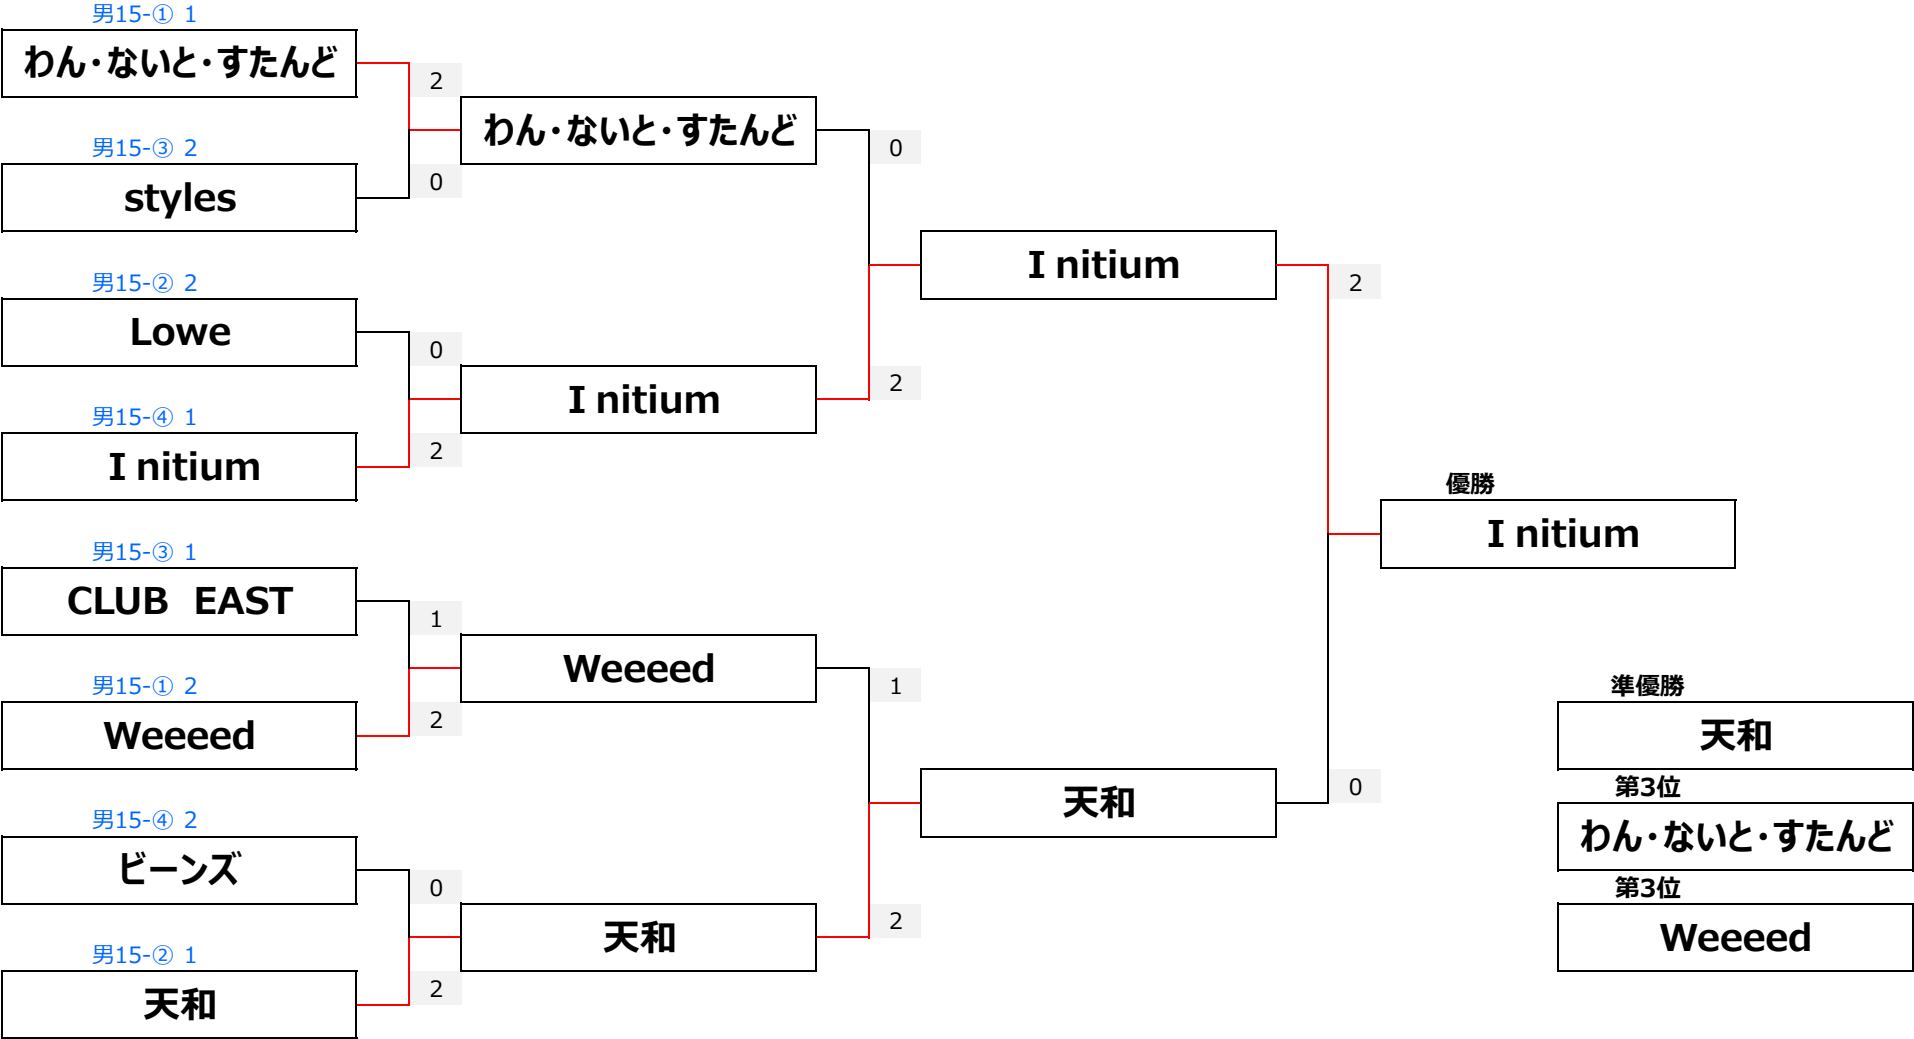 男15-① 1
わん・ないと・すたんど
2
わん・ないと・すたんど
男15-③ 2
0
styles
0
Ⅰnitium
男15-② 2
2
Lowe
0
Ⅰnitium
2
男15-④ 1
2
Ⅰnitium
優勝
Ⅰnitium
男15-③ 1
CLUB　EAST
1
Weeeed
男15-① 2
1
Weeeed
2
準優勝
天和
天和
0
第3位
わん・ないと・すたんど
男15-④ 2
ビーンズ
0
天和
2
第3位
Weeeed
男15-② 1
2
天和